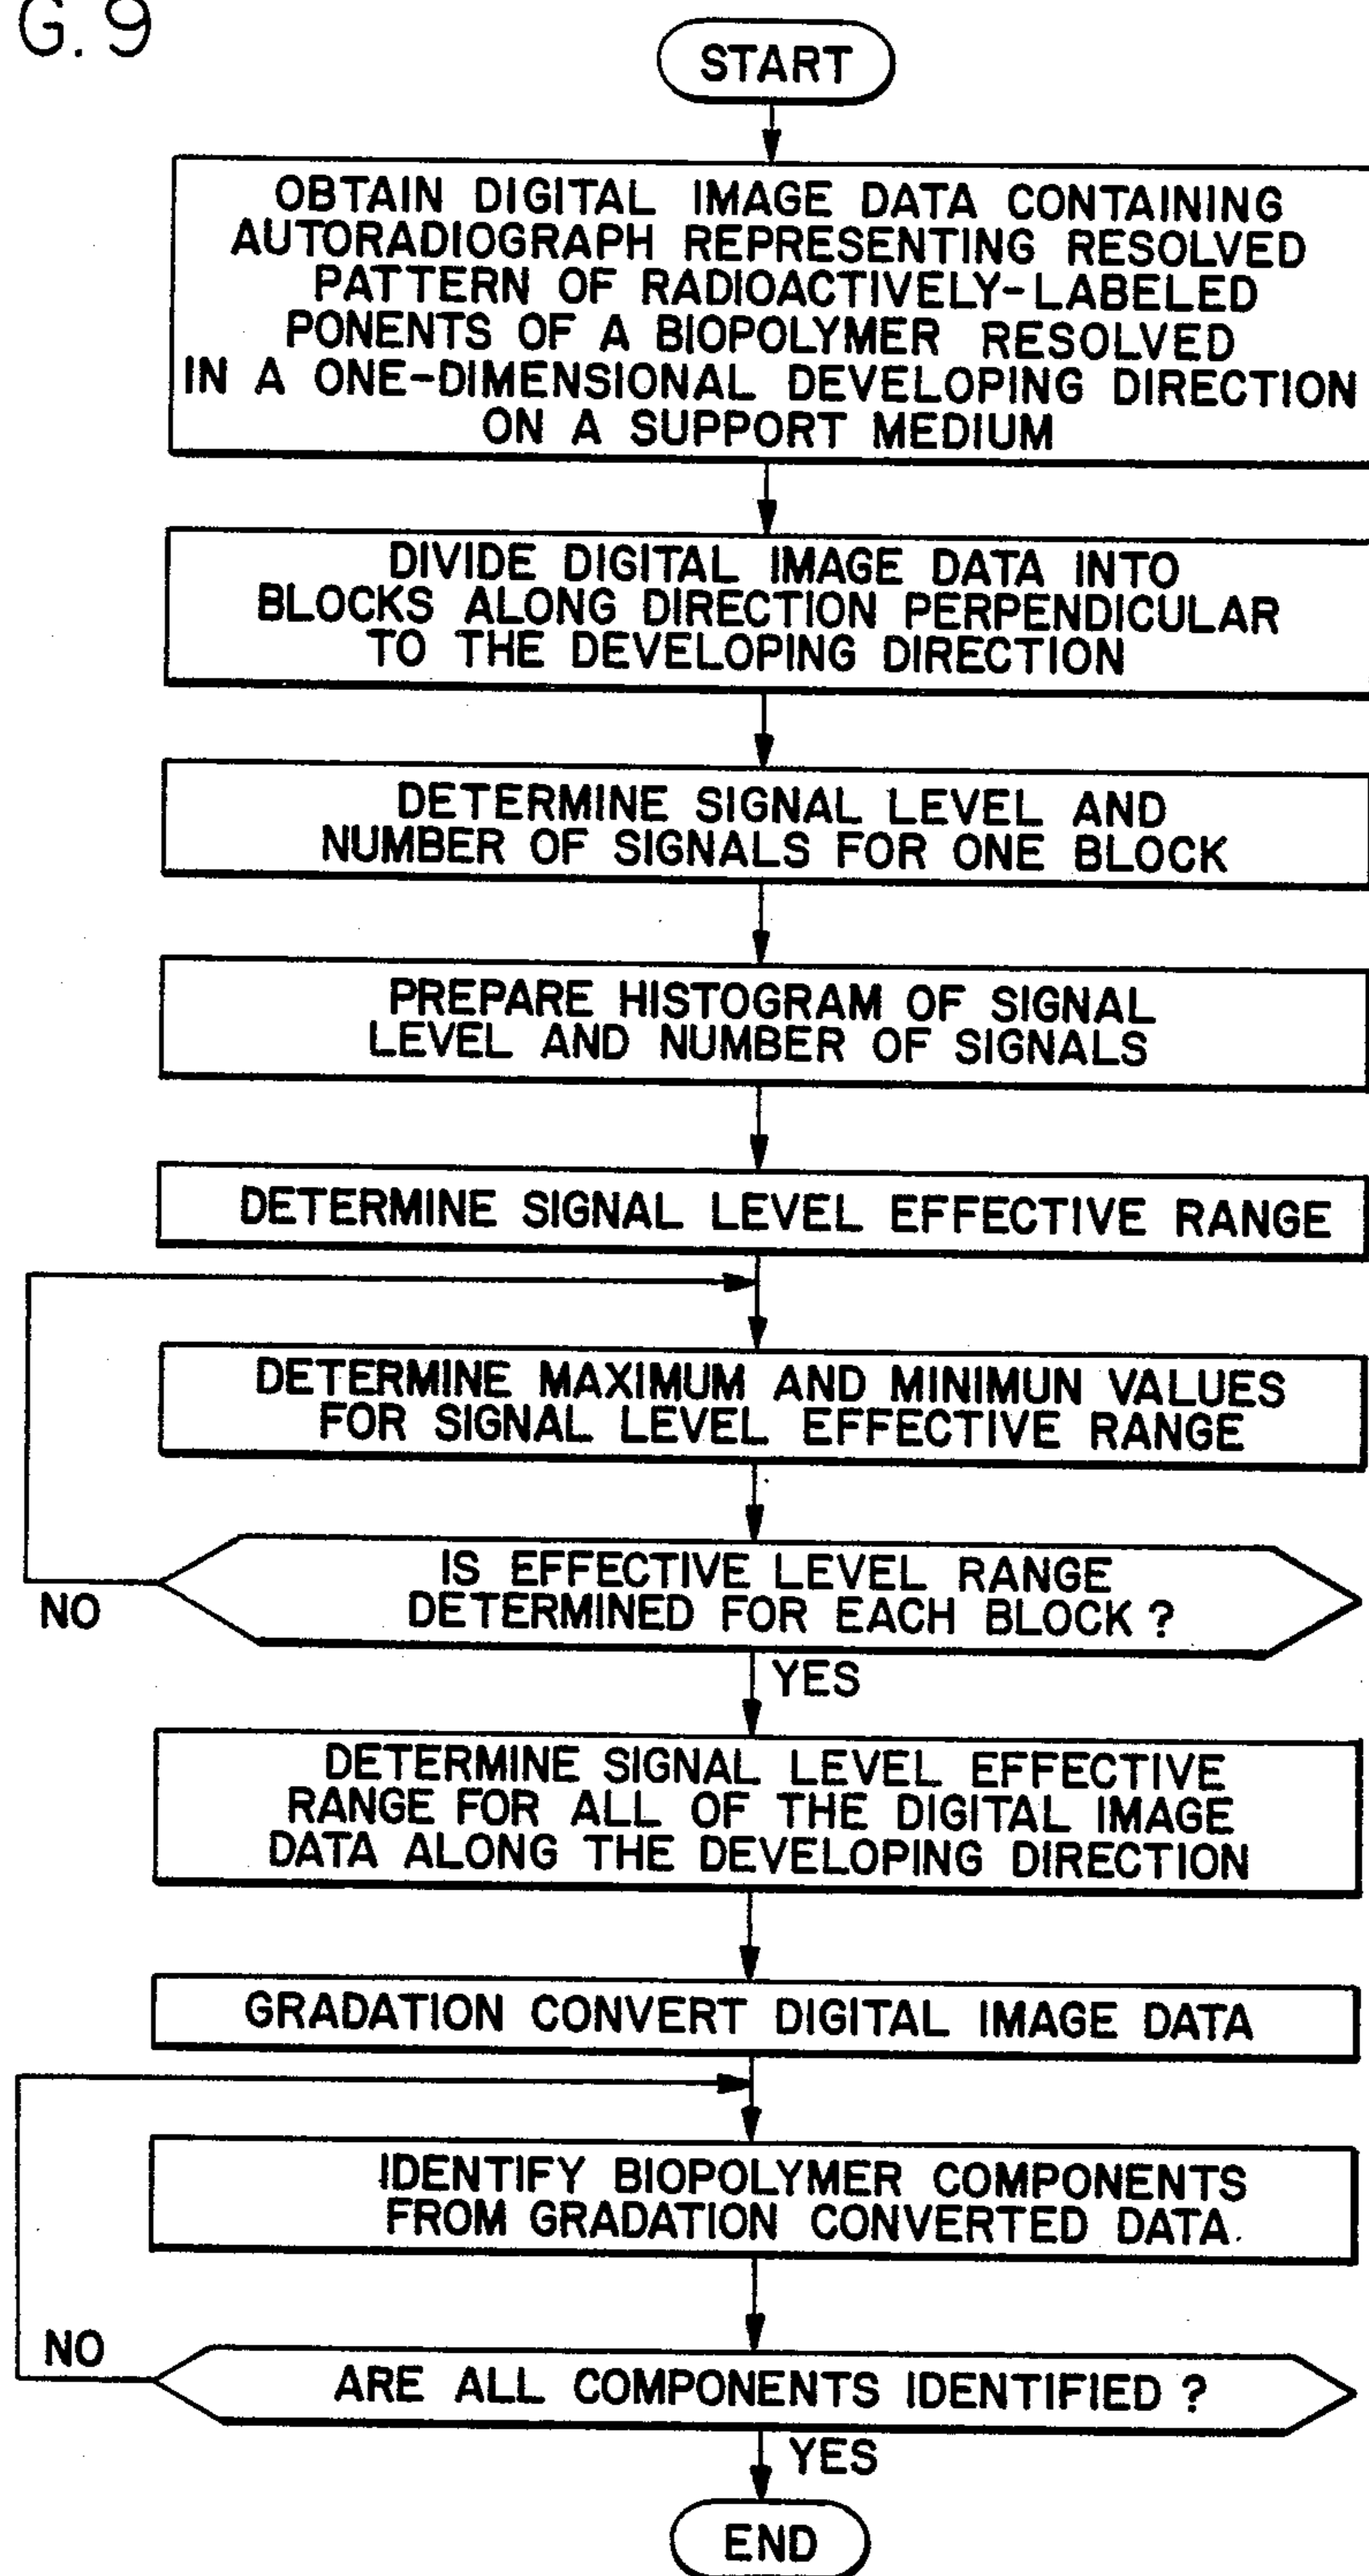 G. 9
START
OBTAIN DIGITAL IMAGE DATA CONTAINING
AUTORADIOGRAPH REPRESENTING RESOLVED
PATTERN OF RADIOACTIVELY-LABELED
PONENTS OF A BIOPOLYMER RESOLVED
IN A ONE-DIMENSIONAL DEVELOPING DIRECTION
ON A SUPPORT MEDIUM
DIVIDE DIGITAL IMAGE DATA INTO
BLOCKS ALONG DIRECTION PERPENDICULAR
TO THE DEVELOPING DIRECTION
DETERMINE SIGNAL LEVEL AND
NUMBER OF SIGNALS FOR ONE BLOCK
PREPARE HISTOGRAM OF SIGNAL
LEVEL AND NUMBER OF SIGNALS
DETERMINE SIGNAL LEVEL EFFECTIVE RANGE
DETERMINE MAXIMUM AND MINIMUN VALUES
FOR SIGNAL LEVEL EFFECTIVE RANGE
IS EFFECTIVE LEVEL RANGE
DETERMINED FOR EACH BLOCK ?
NO
YES
DETERMINE SIGNAL LEVEL EFFECTIVE
RANGE FOR ALL OF THE DIGITAL IMAGE
DATA ALONG THE DEVELOPING DIRECTION
GRADATION CONVERT DIGITAL IMAGE DATA
IDENTIFY BIOPOLYMER COMPONENTS
FROM GRADATION CONVERTED DATA.
NO
ARE ALL COMPONENTS IDENTIFIED ?
YES
END